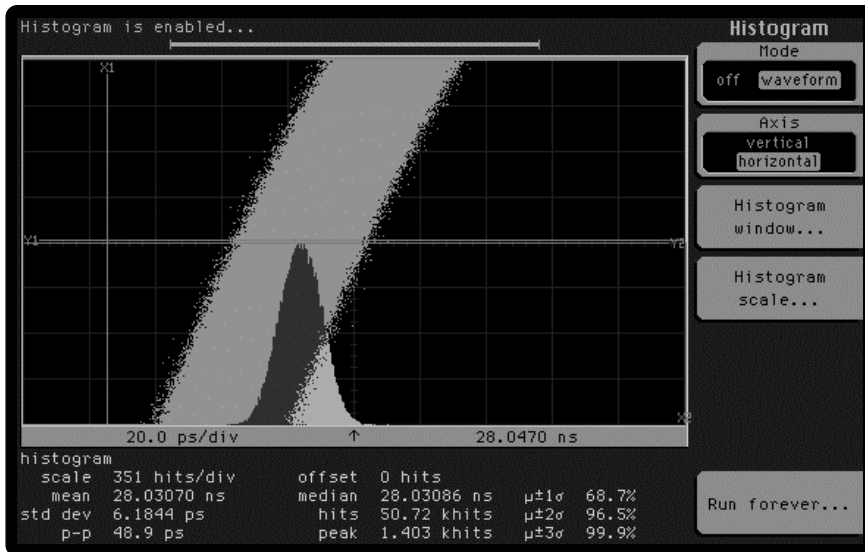 Histogram is enabled...
Histogram
Mode
off waveform
Axis
vertical
horizontal
Histogram
window...
Histogram
scale...
Run forever...
X1
Y1
Y2
X2
20.0 ps/div ↑ 28.0470 ns
histogram
scale 351 hits/div offset 0 hits
mean 28.03070 ns median 28.03086 ns μ±1σ 68.7%
std dev 6.1844 ps hits 50.72 khits μ±2σ 96.5%
p-p 48.9 ps peak 1.403 khits μ±3σ 99.9%